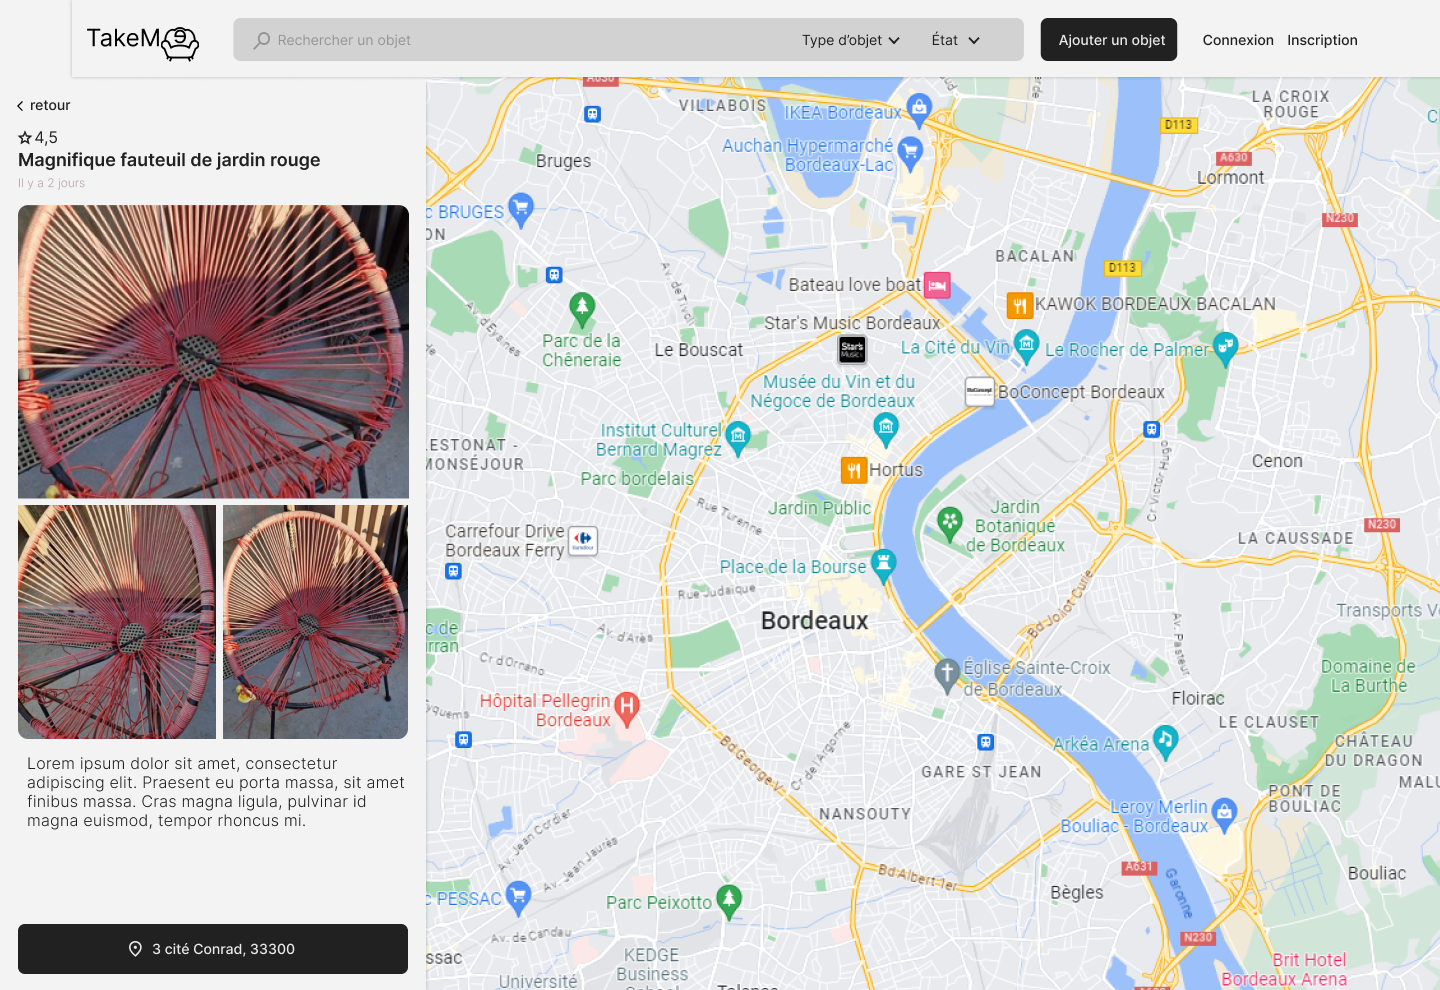 TakeM
Rechercher un objet
Type d'objet
État
Ajouter un objet
Connexion
Inscription
retour
4,5
Magnifique fauteuil de jardin rouge
Il y a 2 jours
Lorem ipsum dolor sit amet, consectetur
adipiscing elit. Praesent eu porta massa, sit amet
finibus massa. Cras magna ligula, pulvinar id
magna euismod, tempor rhoncus mi.
3 cité Conrad, 33300
A630
VILLABOIS
IKEA Bordeaux
LA CROIX
ROUGE
D113
Auchan Hypermarché
Bordeaux-Lac
Bruges
A630
Lormont
BRUGES
N230
ON
BACALAN
D113
Av. de Tivoli
Av. d'Eysines
Bateau love boat
KAWOK BORDEAUX BACALAN
Star's Music Bordeaux
Star's
Music
Parc de la
Chêneraie
Le Bouscat
La Cité du Vin
Le Rocher de Palmer
Musée du Vin et du
Négoce de Bordeaux
BoConcept
BoConcept Bordeaux
Institut Culturel
Bernard Magrez
LESTONAT -
MONSÉJOUR
Cenon
Cr Victor Hugo
Hortus
Parc bordelais
Rue Turenne
Jardin Public
Jardin
Botanique
de Bordeaux
N230
LA CAUSSADE
Carrefour Drive
Bordeaux Ferry
Place de la Bourse
Rue Judaïque
Bd Joliot Curie
Transports
Bordeaux
Av. d'Arès
Av. Pasteur
Cr d'Ornano
Église Sainte-Croix
de Bordeaux
Domaine de
La Burthe
Hôpital Pellegrin
Bordeaux
Floirac
LE CLAUSET
Bd George V
Cr de l'Argonne
Arkéa Arena
CHÂTEAU
DU DRAGON
GARE ST JEAN
PONT DE
BOULIAC
NANSOUTY
Leroy Merlin
Bouliac - Bordeaux
Av. Jean Cordier
Av. Jean Jaurès
Bd Albert 1er
A631
Garonne
Bouliac
Bègles
PESSAC
Parc Peixotto
Av. de Candau
N230
ssac
KEDGE
Business
Université
Brit Hotel
Bordeaux Arena